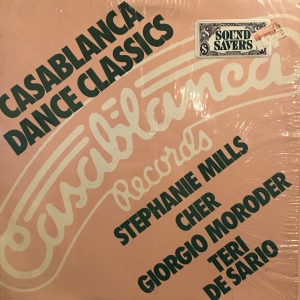 CASABLANCA
DANCE CLASSICS
SOUND
SAVERS
Casablanca
Records
STEPHANIE MILLS
CHER
GIORGIO MORODER
TERI
DE SARIO